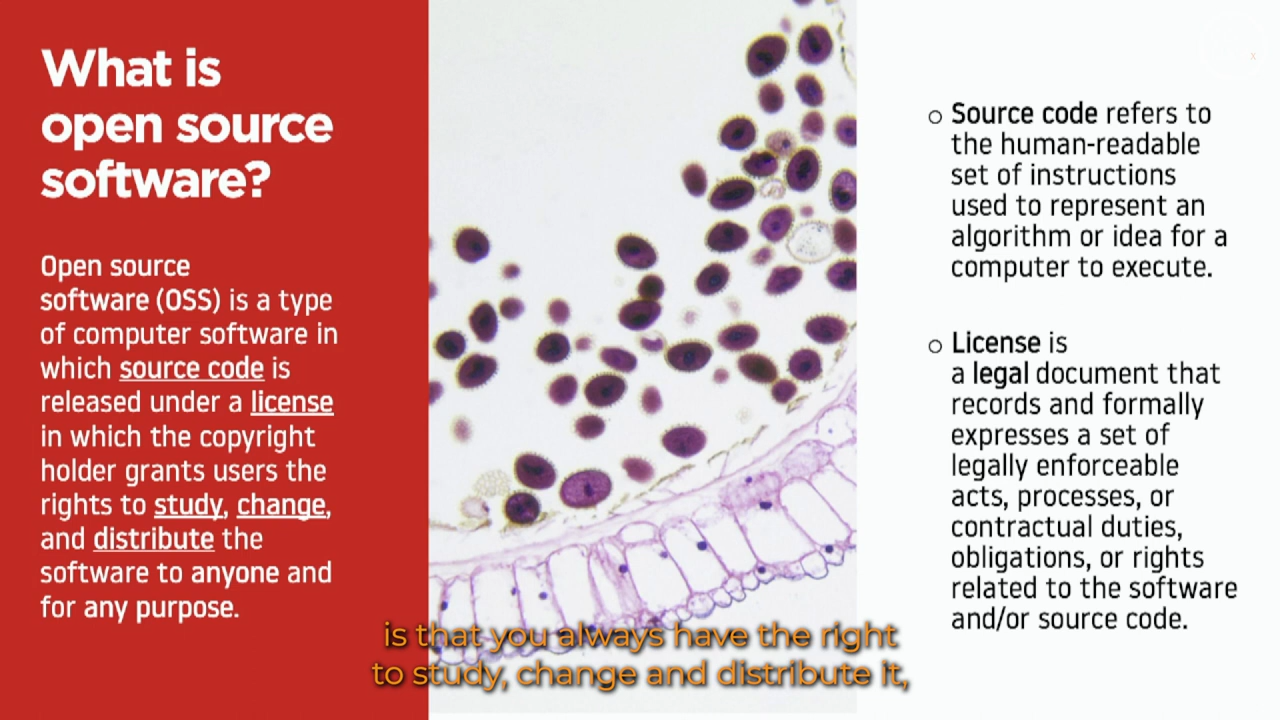 What is
open source
software?
Open source
software (OSS) is a type
of computer software in
which source code is
released under a license
in which the copyright
holder grants users the
rights to study, change,
and distribute the
software to anyone and
for any purpose.
Source code refers to
the human-readable
set of instructions
used to represent an
algorithm or idea for a
computer to execute.
License is
a legal document that
records and formally
expresses a set of
legally enforceable
acts, processes, or
contractual duties,
obligations, or rights
related to the software
and/or source code.
is that you always have the right
to study, change and distribute it,